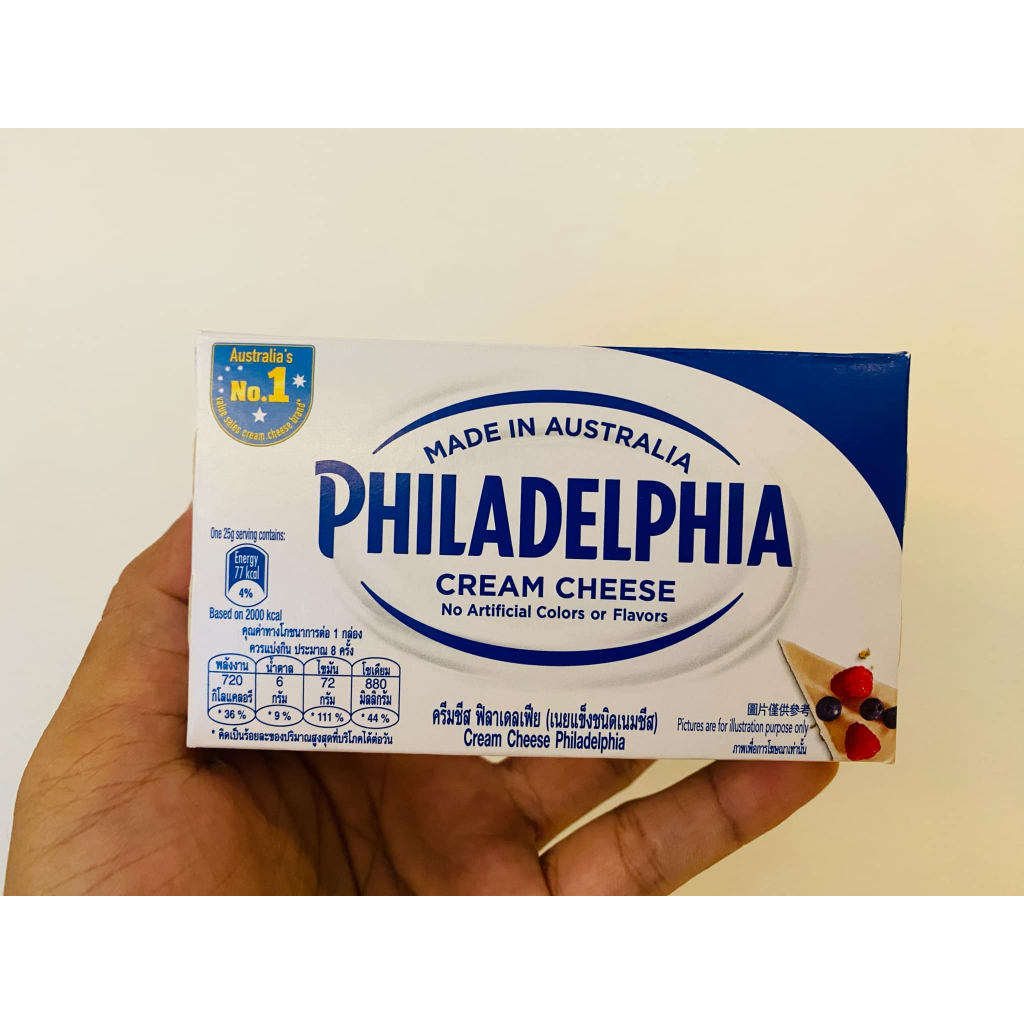 Australia's
No.1
value sales cream cheese brand*
MADE IN AUSTRALIA
PHILADELPHIA
CREAM CHEESE
No Artificial Colors or Flavors
One 25g serving contains:
Energy
77 kcal
4%
Based on 2000 kcal
คุณค่าทางโภชนาการต่อ 1 กล่อง
ควรแบ่งกิน ประมาณ 8 ครั้ง
พลังงาน น้ำตาล ไขมัน โซเดียม
720 6 72 880
กิโลแคลอรี กรัม กรัม มิลลิกรัม
* 36 % * 9 % * 111 % * 44 %
* คิดเป็นร้อยละของปริมาณสูงสุดที่บริโภคได้ต่อวัน
ครีมชีส ฟิลาเดลเฟีย (เนยแข็งชนิดเนมชีส)
Cream Cheese Philadelphia
圖片僅供參考
Pictures are for illustration purpose only
ภาพเพื่อการโฆษณาเท่านั้น